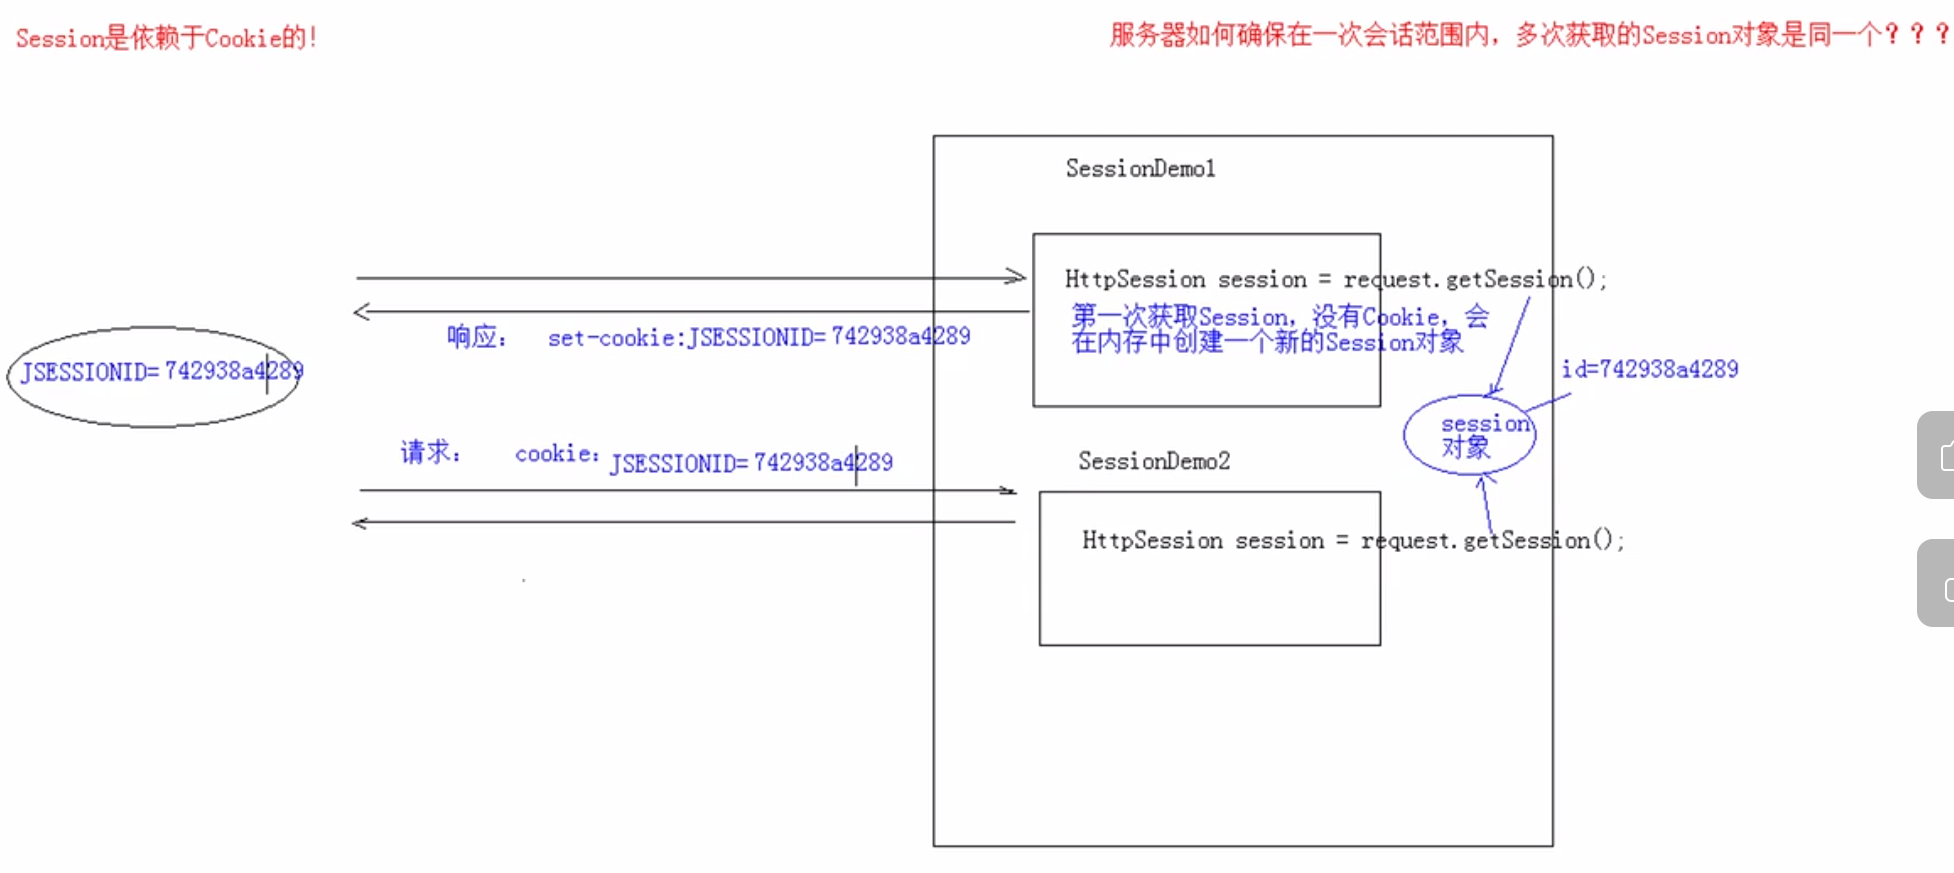 Session是依赖于Cookie的!
服务器如何确保在一次会话范围内，多次获取的Session对象是同一个？？？
SessionDemo1
HttpSession session = request.getSession();
第一次获取Session，没有Cookie，会
在内存中创建一个新的Session对象
响应： set-cookie:JSESSIONID=742938a4289
JSESSIONID=742938a4289
id=742938a4289
session
对象
请求： cookie：JSESSIONID=742938a4289
SessionDemo2
HttpSession session = request.getSession();